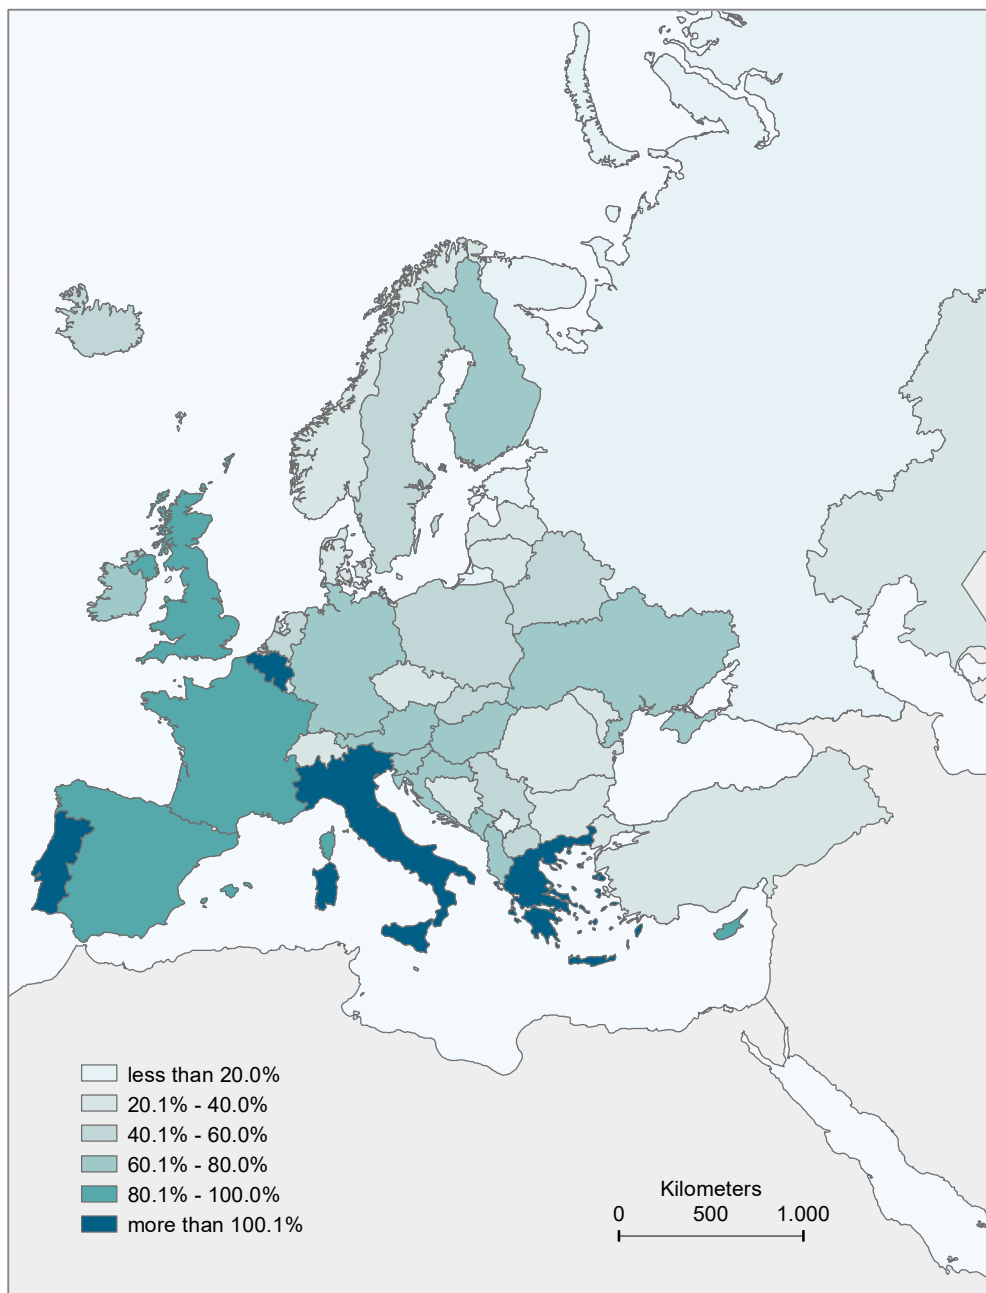 less than 20.0%
20.1% - 40.0%
40.1% - 60.0%
60.1% - 80.0%
80.1% - 100.0%
more than 100.1%
Kilometers
0 500 1.000